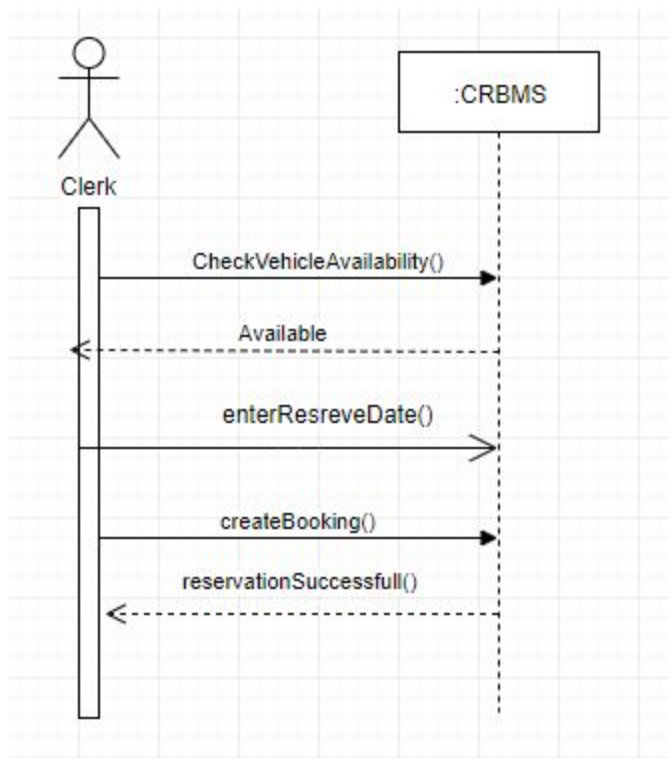 :CRBMS
Clerk
CheckVehicleAvailability()
Available
enterResreveDate()
createBooking()
reservationSuccessfull()